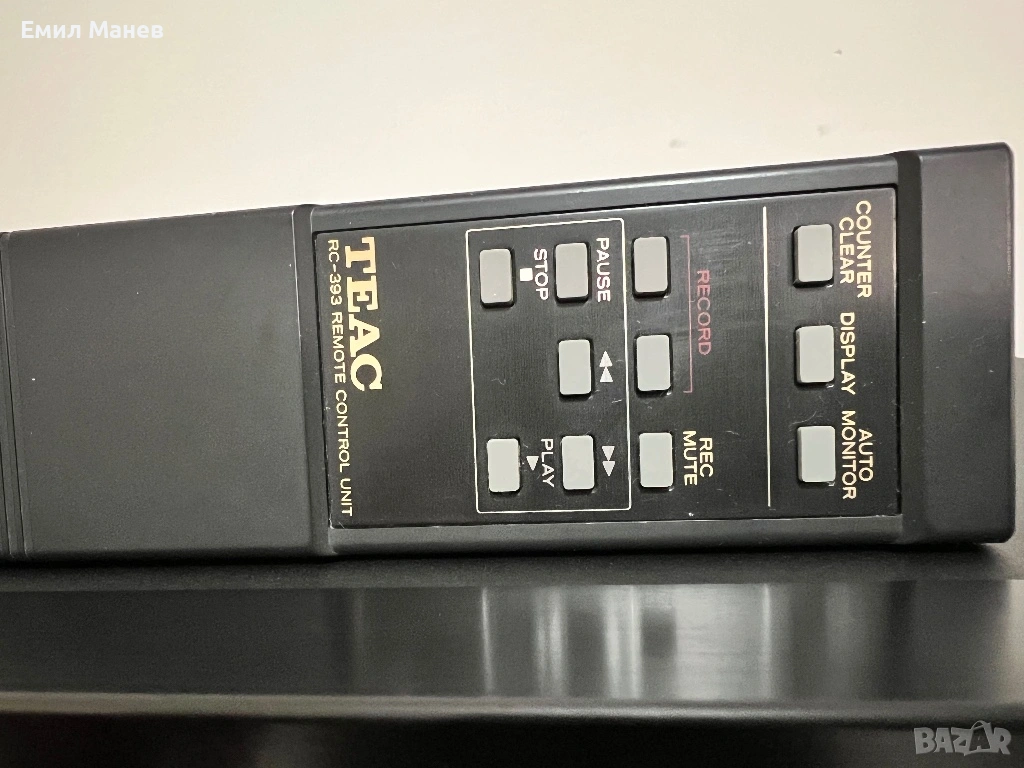 Емил Манев
COUNTER
CLEAR
DISPLAY
AUTO
MONITOR
RECORD
REC
MUTE
PAUSE
◀◀
▶▶
■
STOP
PLAY
▶
TEAC
RC-393 REMOTE CONTROL UNIT
BAZAR